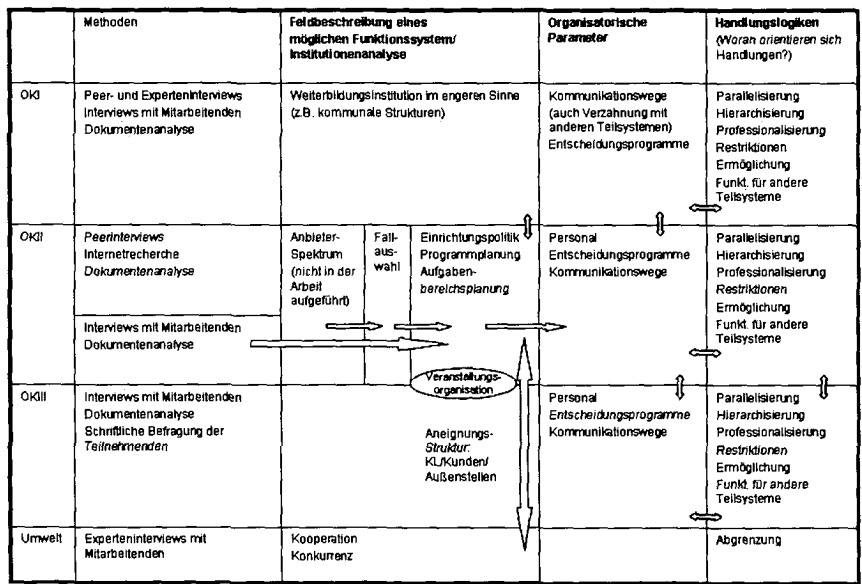 Methoden
Feldbeschreibung eines
möglichen Funktionssystem/
Institutionenanalyse
Organisatorische
Parameter
Handlungslogiken
(Woran orientieren sich
Handlungen?)
OKI
Peer- und Experteninterviews
Interviews mit Mitarbeitenden
Dokumentenanalyse
Weiterbildungsinstitution im engeren Sinne
(z.B. kommunale Strukturen)
Kommunikationswege
(auch Verzahnung mit
anderen Teilsystemen)
Entscheidungsprogramme
Parallelisierung
Hierarchisierung
Professionalisierung
Restriktionen
Ermöglichung
Funkt. für andere
Teilsysteme
OKII
Peerinterviews
Internetrecherche
Dokumentenanalyse
Interviews mit Mitarbeitenden
Dokumentenanalyse
Anbieter-
Spektrum
(nicht in der
Arbeit
aufgeführt)
Fall-
aus-
wahl
Einrichtungspolitik
Programmplanung
Aufgaben-
bereichsplanung
Personal
Entscheidungsprogramme
Kommunikationswege
Parallelisierung
Hierarchisierung
Professionalisierung
Restriktionen
Ermöglichung
Funkt. für andere
Teilsysteme
Veranstaltungs-
organisation
OKIII
Interviews mit Mitarbeitenden
Dokumentenanalyse
Schriftliche Befragung der
Teilnehmenden
Aneignungs-
Struktur:
KL/Kunden/
Außenstellen
Personal
Entscheidungsprogramme
Kommunikationswege
Parallelisierung
Hierarchisierung
Professionalisierung
Restriktionen
Ermöglichung
Funkt. für andere
Teilsysteme
Umwelt
Experteninterviews mit
Mitarbeitenden
Kooperation
Konkurrenz
Abgrenzung